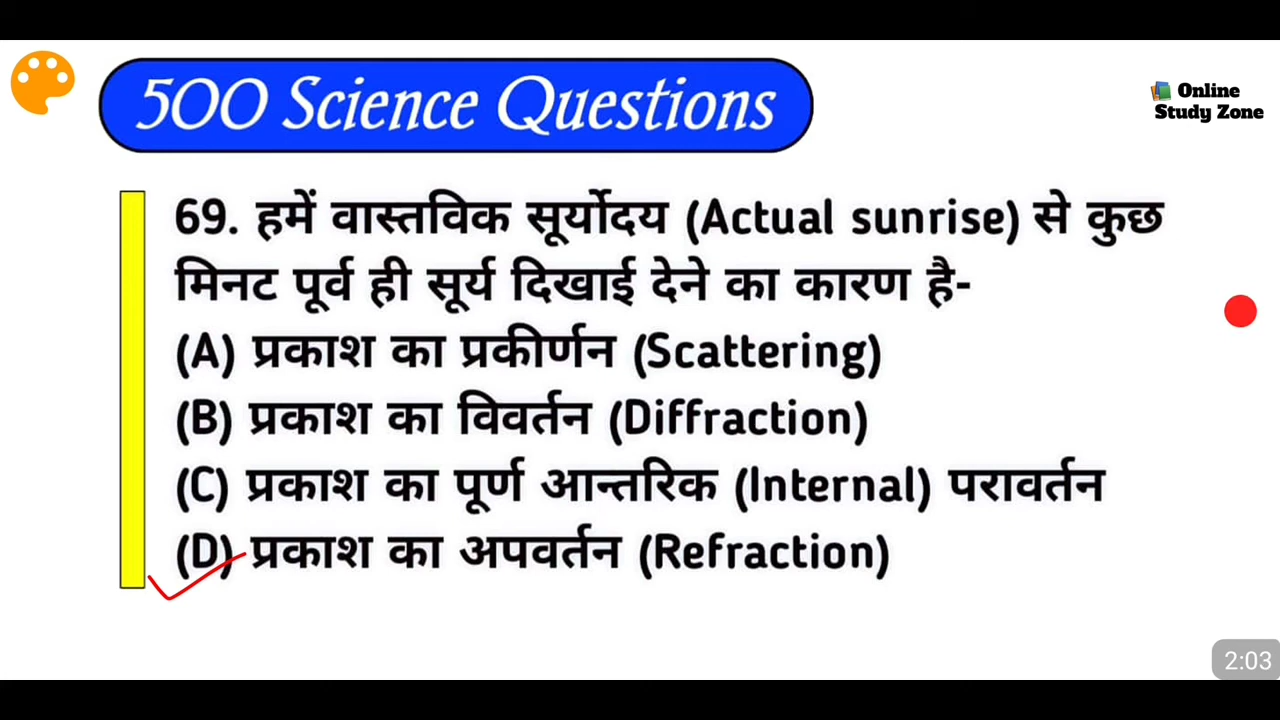 500 Science Questions
Online
Study Zone
69. हमें वास्तविक सूर्योदय (Actual sunrise) से कुछ
मिनट पूर्व ही सूर्य दिखाई देने का कारण है-
(A) प्रकाश का प्रकीर्णन (Scattering)
(B) प्रकाश का विवर्तन (Diffraction)
(C) प्रकाश का पूर्ण आन्तरिक (Internal) परावर्तन
(D) प्रकाश का अपवर्तन (Refraction)
2:03